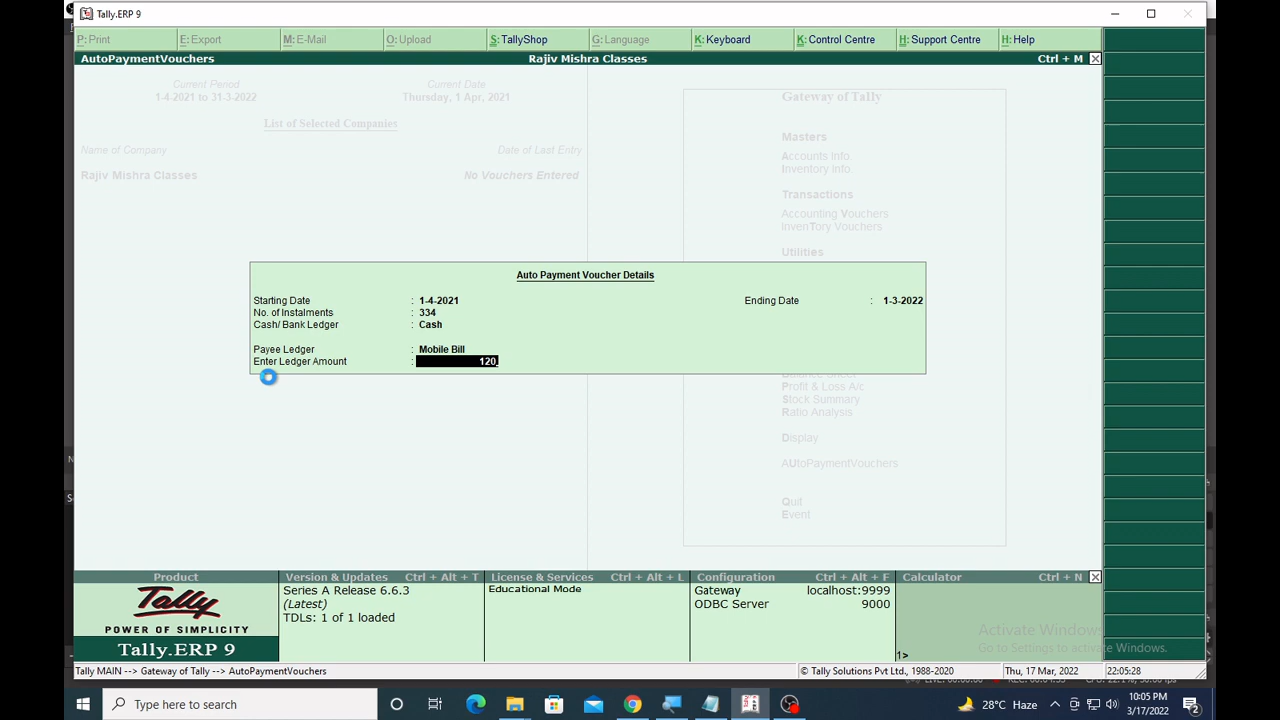 Tally.ERP 9
P: Print E: Export M: E-Mail O: Upload S: TallyShop G: Language K: Keyboard K: Control Centre H: Support Centre H: Help
AutoPaymentVouchers Rajiv Mishra Classes Ctrl + M
Current Period Current Date
1-4-2021 to 31-3-2022 Thursday, 1 Apr, 2021
List of Selected Companies
Name of Company Date of Last Entry
Rajiv Mishra Classes No Vouchers Entered
Gateway of Tally
Masters
Accounts Info.
Inventory Info.
Transactions
Accounting Vouchers
InvenTory Vouchers
Utilities
Auto Payment Voucher Details
Starting Date : 1-4-2021 Ending Date : 1-3-2022
No. of Instalments : 334
Cash/ Bank Ledger : Cash
Payee Ledger : Mobile Bill
Enter Ledger Amount : 120
Profit & Loss A/c
Stock Summary
Ratio Analysis
Display
AUtoPaymentVouchers
Quit
Event
Product
Tally
POWER OF SIMPLICITY
Tally.ERP 9
Version & Updates Ctrl + Alt + T
Series A Release 6.6.3
(Latest)
TDLs: 1 of 1 loaded
License & Services Ctrl + Alt + L
Educational Mode
Configuration Ctrl + Alt + F
Gateway localhost:9999
ODBC Server 9000
Calculator Ctrl + N
1>
Activate Windows
Go to Settings to activate Windows.
Tally MAIN --> Gateway of Tally --> AutoPaymentVouchers © Tally Solutions Pvt Ltd., 1988-2020 Thu, 17 Mar, 2022 22:05:28
Type here to search
28°C Haze
10:05 PM
3/17/2022
2